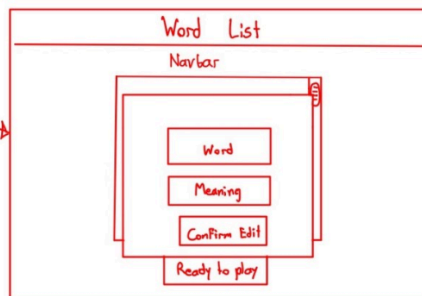 Word List
Navbar
Word
Meaning
Confirm Edit
Ready to play